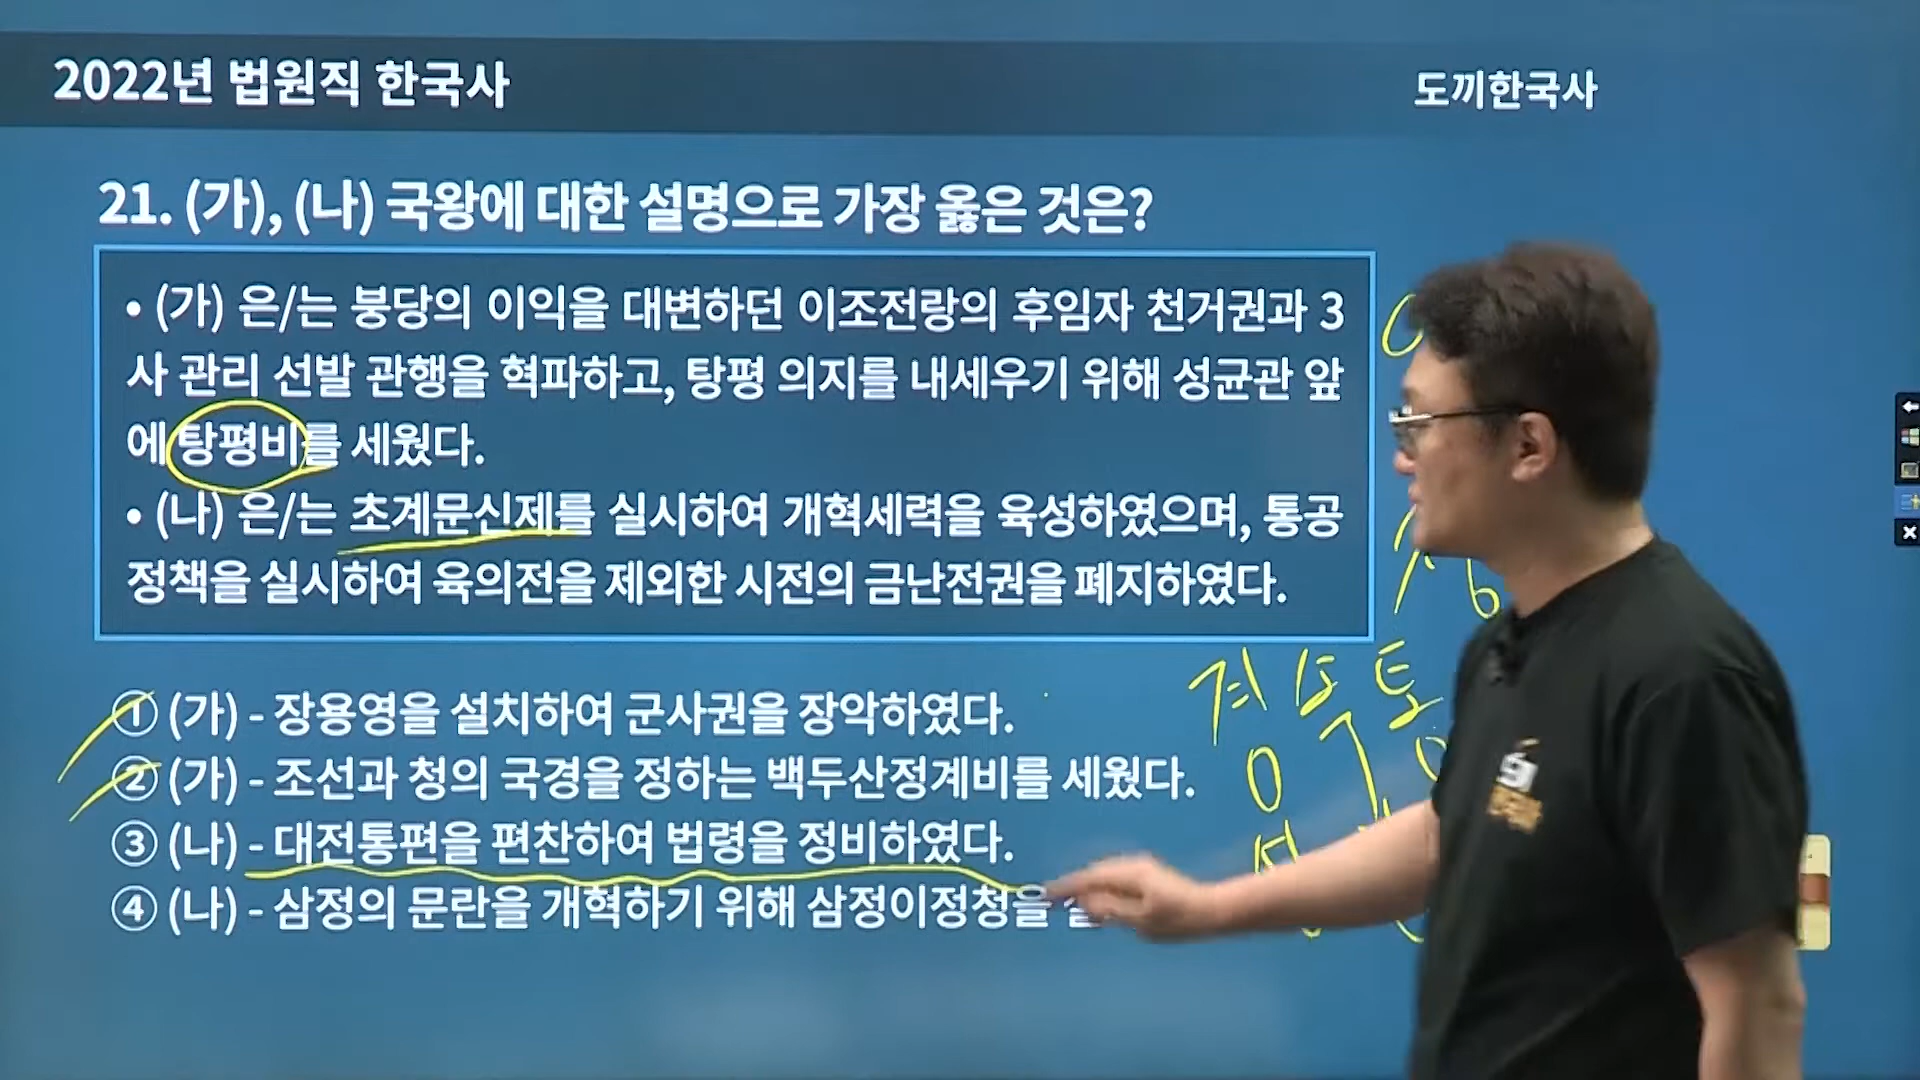 2022년 법원직 한국사
도끼한국사
21. (가), (나) 국왕에 대한 설명으로 가장 옳은 것은?
• (가) 은/는 붕당의 이익을 대변하던 이조전랑의 후임자 천거권과 3
사 관리 선발 관행을 혁파하고, 탕평 의지를 내세우기 위해 성균관 앞
에 탕평비를 세웠다.
• (나) 은/는 초계문신제를 실시하여 개혁세력을 육성하였으며, 통공
정책을 실시하여 육의전을 제외한 시전의 금난전권을 폐지하였다.
① (가) - 장용영을 설치하여 군사권을 장악하였다.
② (가) - 조선과 청의 국경을 정하는 백두산정계비를 세웠다.
③ (나) - 대전통편을 편찬하여 법령을 정비하였다.
④ (나) - 삼정의 문란을 개혁하기 위해 삼정이정청을